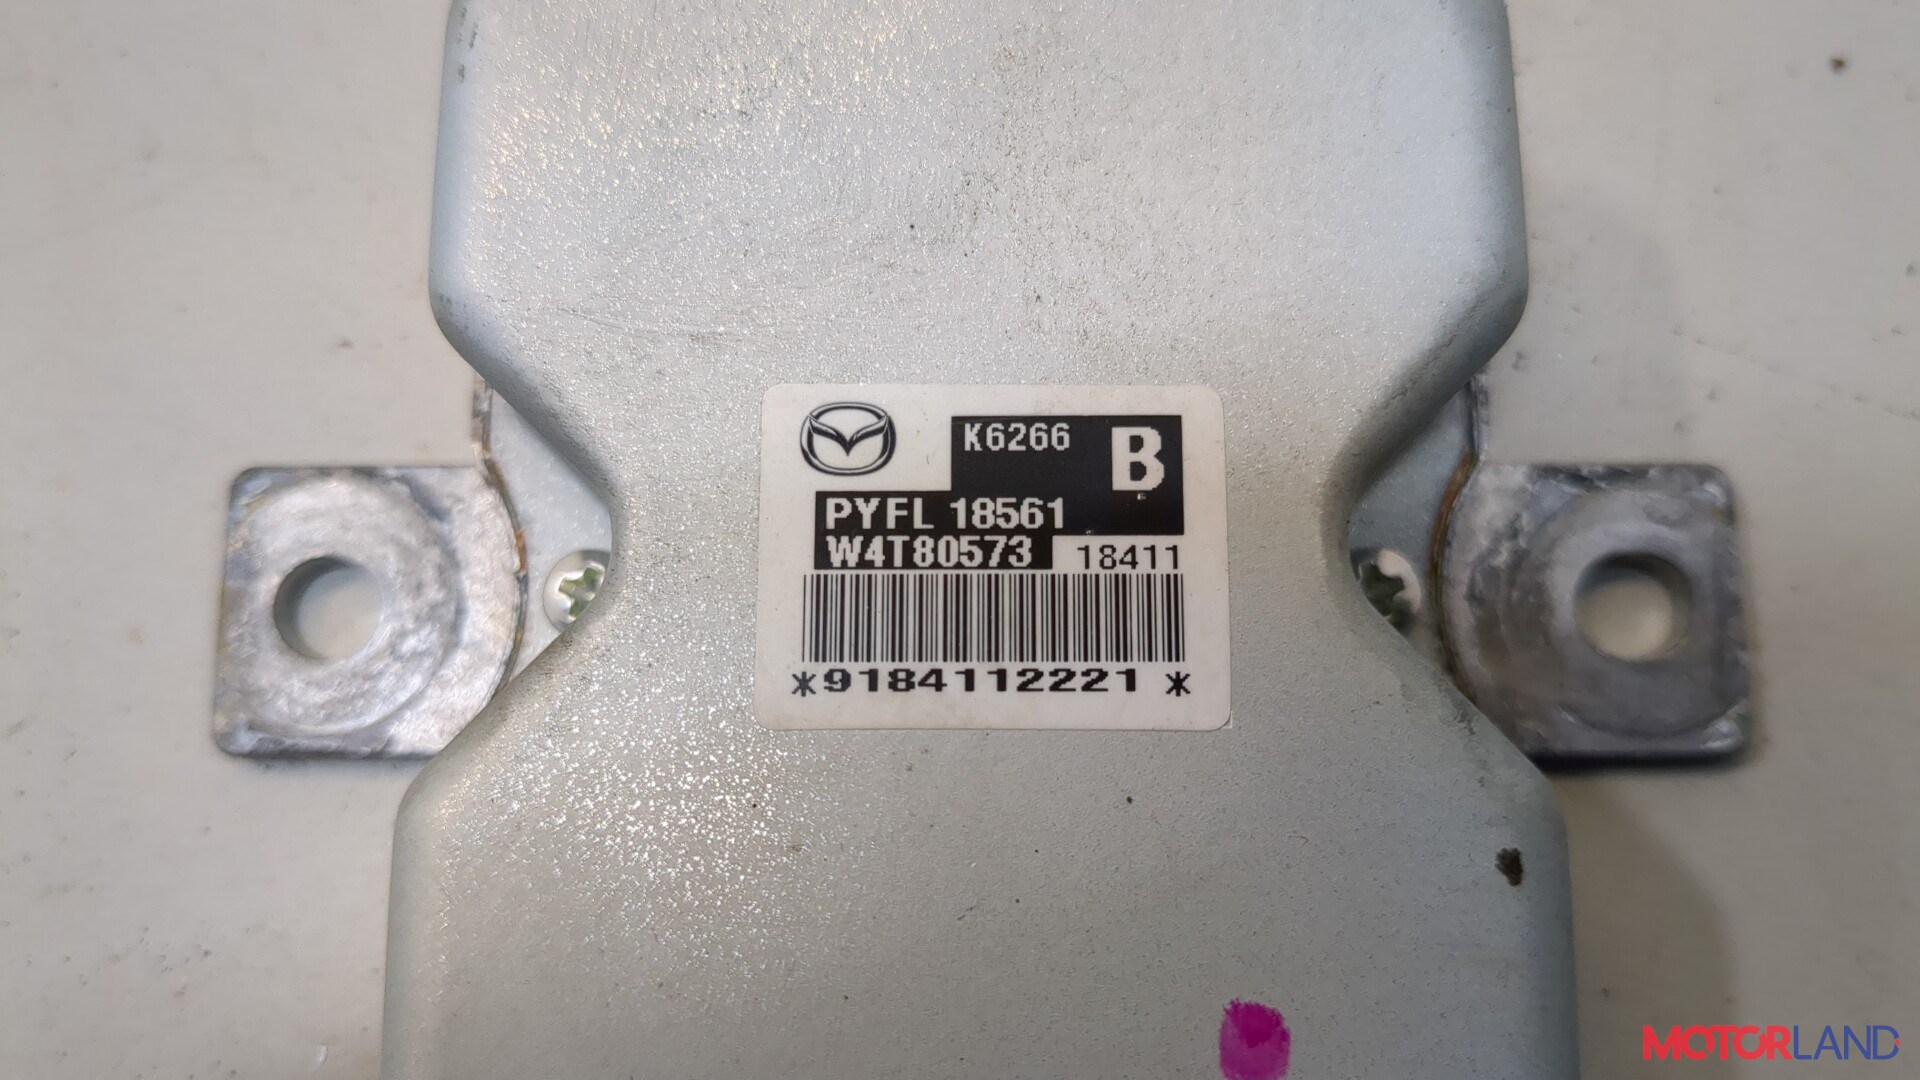 K6266 B
PYFL 18561
W4T80573 18411
*9184112221*
MOTORLAND